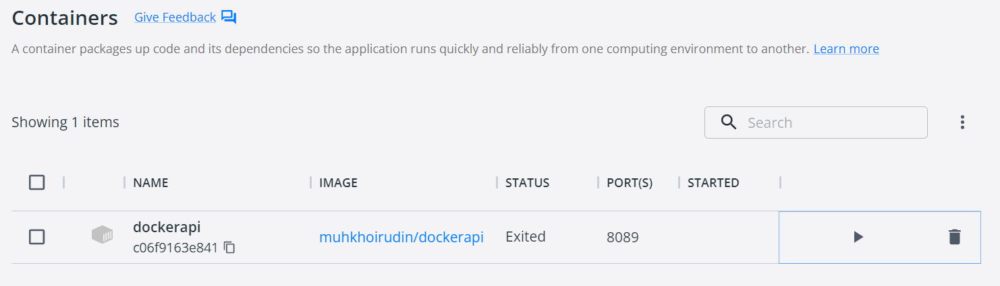 Containers Give Feedback
A container packages up code and its dependencies so the application runs quickly and reliably from one computing environment to another. Learn more
Showing 1 items
Search
NAME IMAGE STATUS PORT(S) STARTED
dockerapi
c06f9163e841
muhkhoirudin/dockerapi Exited 8089